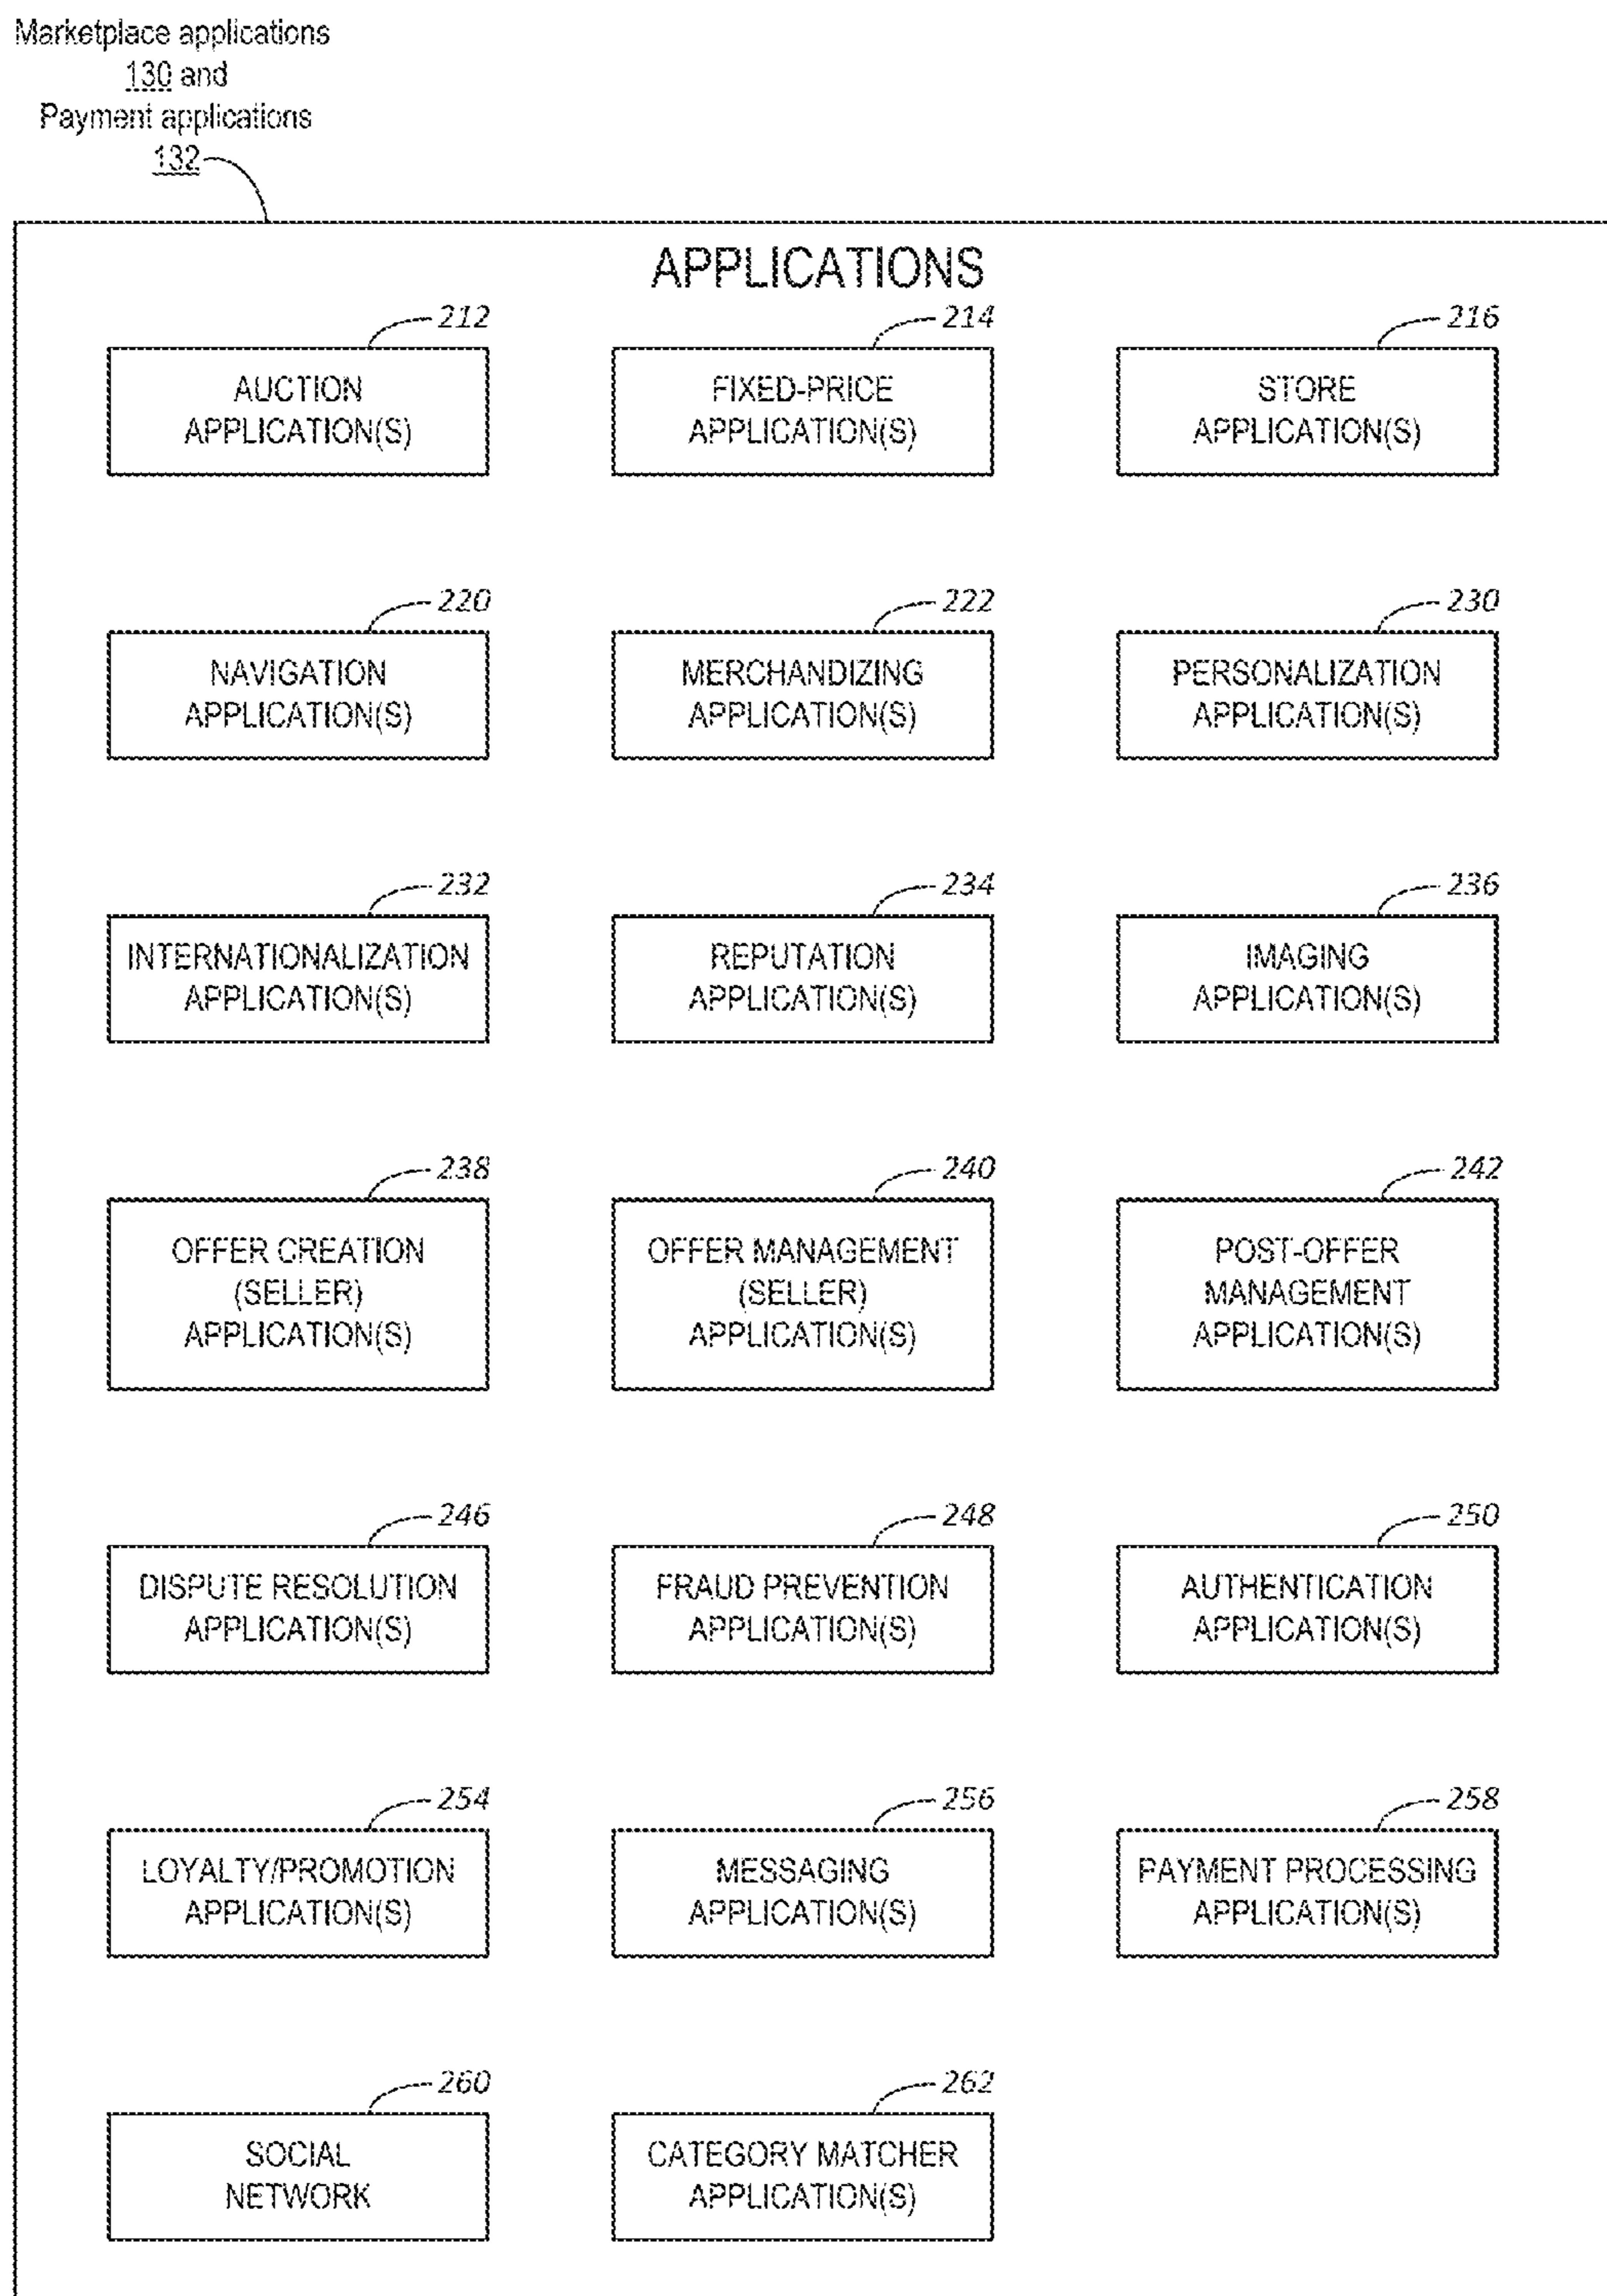 Marketplace applications
130 and
Payment applications
132
APPLICATIONS
212
AUCTION
APPLICATION(S)
214
FIXED-PRICE
APPLICATION(S)
216
STORE
APPLICATION(S)
220
NAVIGATION
APPLICATION(S)
222
MERCHANDIZING
APPLICATION(S)
230
PERSONALIZATION
APPLICATION(S)
232
INTERNATIONALIZATION
APPLICATION(S)
234
REPUTATION
APPLICATION(S)
236
IMAGING
APPLICATION(S)
238
OFFER CREATION
(SELLER)
APPLICATION(S)
240
OFFER MANAGEMENT
(SELLER)
APPLICATION(S)
242
POST-OFFER
MANAGEMENT
APPLICATION(S)
246
DISPUTE RESOLUTION
APPLICATION(S)
248
FRAUD PREVENTION
APPLICATION(S)
250
AUTHENTICATION
APPLICATION(S)
254
LOYALTY/PROMOTION
APPLICATION(S)
256
MESSAGING
APPLICATION(S)
258
PAYMENT PROCESSING
APPLICATION(S)
260
SOCIAL
NETWORK
262
CATEGORY MATCHER
APPLICATION(S)